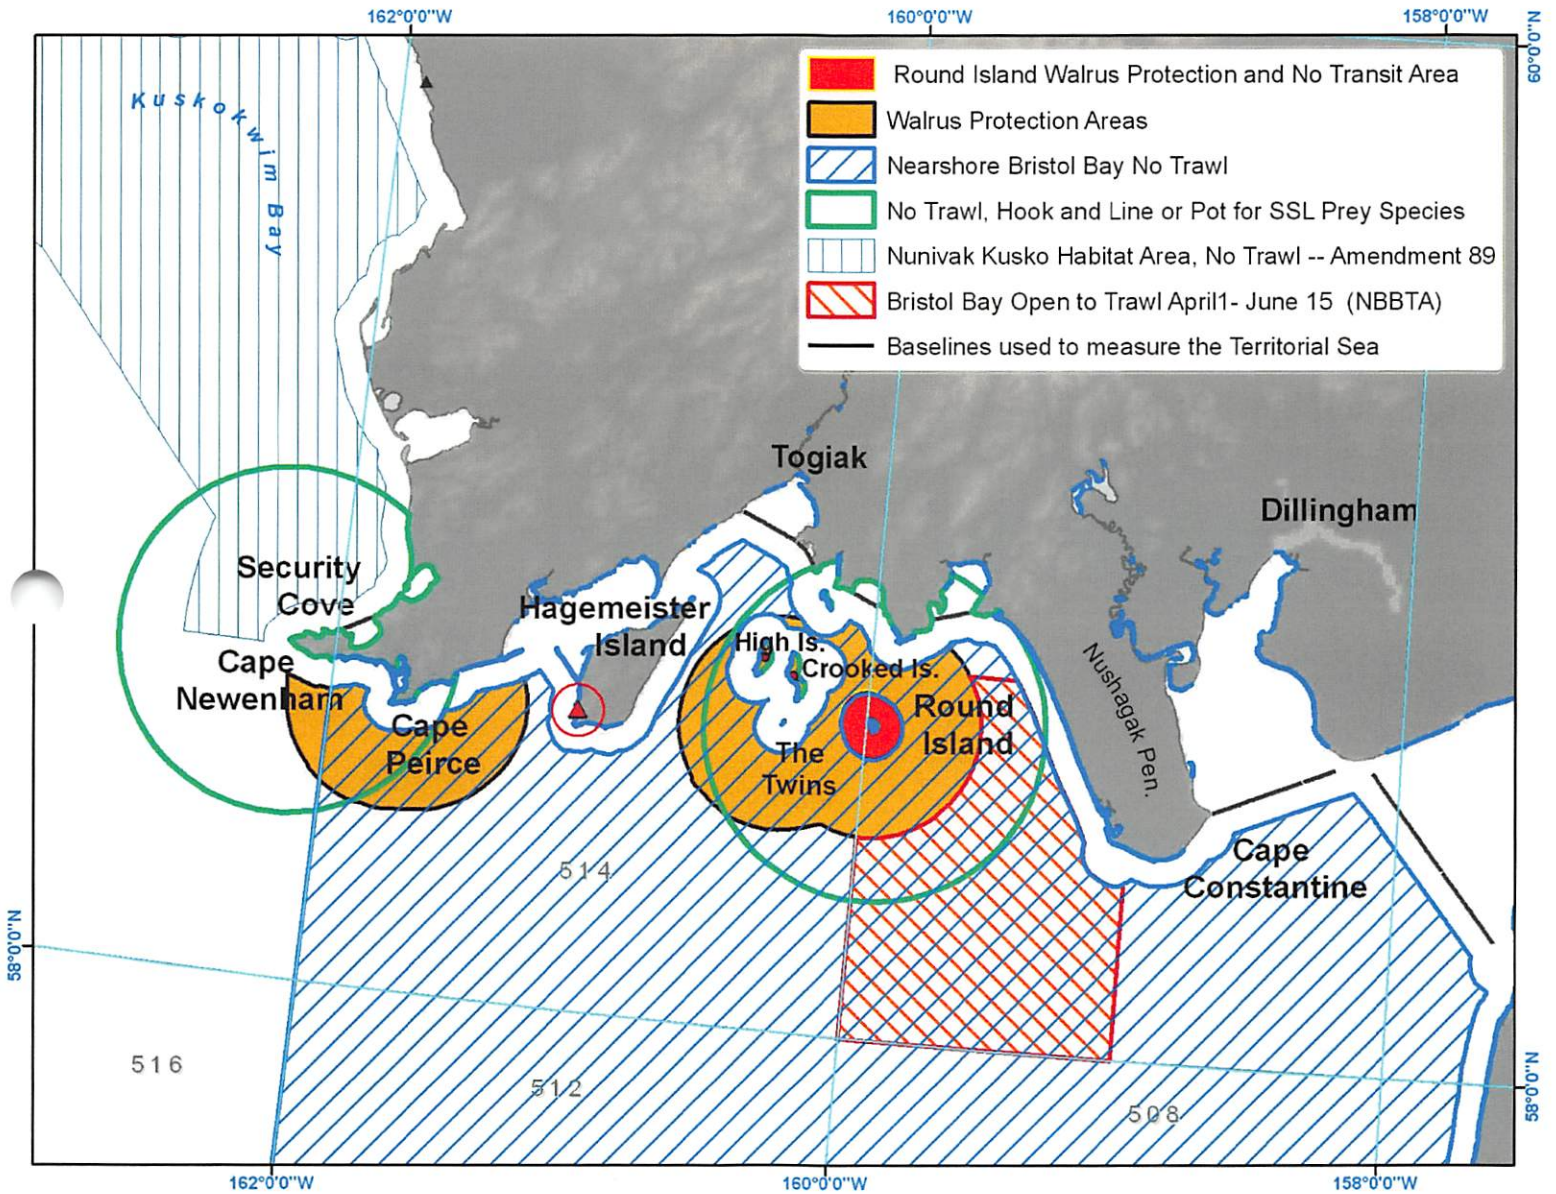 162°0'0"W
160°0'0"W
158°0'0"W
60°0'0"N
Round Island Walrus Protection and No Transit Area
Walrus Protection Areas
Nearshore Bristol Bay No Trawl
No Trawl, Hook and Line or Pot for SSL Prey Species
Nunivak Kusko Habitat Area, No Trawl -- Amendment 89
Bristol Bay Open to Trawl April1- June 15 (NBBTA)
Baselines used to measure the Territorial Sea
Kuskokwim Bay
Togiak
Dillingham
Security
Cove
Hagemeister
Island
High Is.
Crooked Is.
Cape
Newenham
Cape
Peirce
Round
Island
The
Twins
Nushagak Pen.
Cape
Constantine
514
58°0'0"N
516
512
508
58°0'0"N
162°0'0"W
160°0'0"W
158°0'0"W